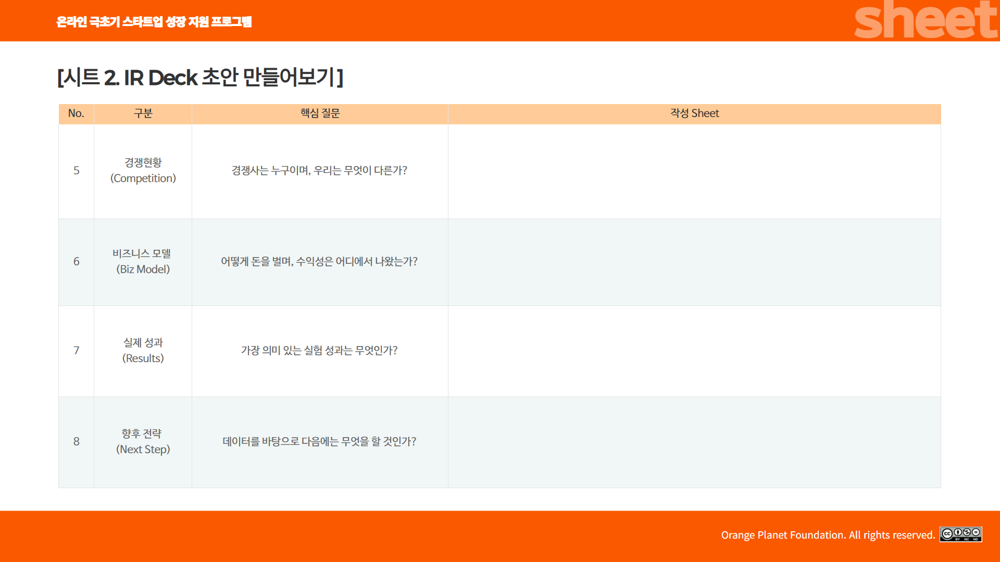 온라인 극초기 스타트업 성장 지원 프로그램
sheet
[시트 2. IR Deck 초안 만들어보기]
No. 구분 핵심 질문 작성 Sheet
5 경쟁현황 (Competition) 경쟁사는 누구이며, 우리는 무엇이 다른가?
6 비즈니스 모델 (Biz Model) 어떻게 돈을 벌며, 수익성은 어디에서 나왔는가?
7 실제 성과 (Results) 가장 의미 있는 실험 성과는 무엇인가?
8 향후 전략 (Next Step) 데이터를 바탕으로 다음에는 무엇을 할 것인가?
Orange Planet Foundation. All rights reserved.
cc BY NC ND